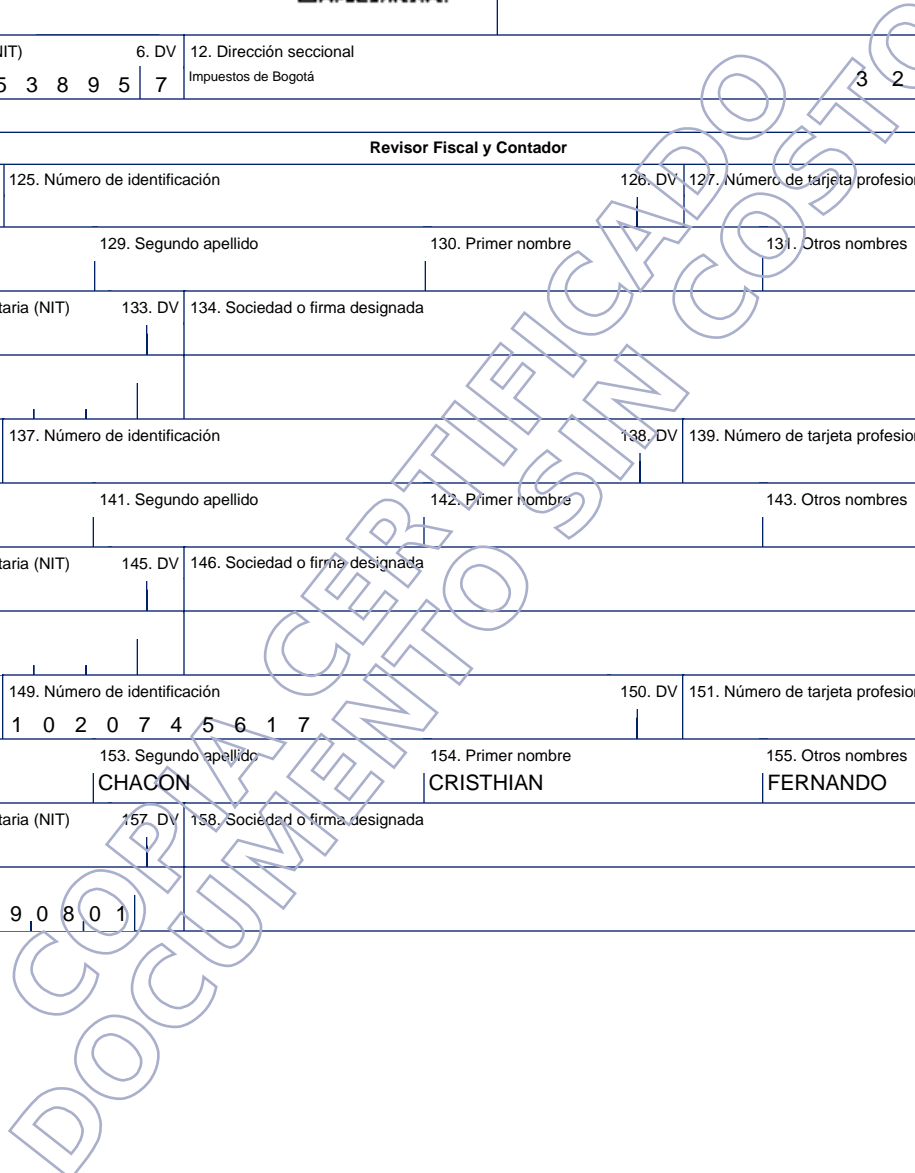 NIT) 6. DV 12. Dirección seccional
5 3 8 9 5 7 Impuestos de Bogotá 3 2
Revisor Fiscal y Contador
125. Número de identificación 126. DV 127. Número de tarjeta profesion
129. Segundo apellido 130. Primer nombre 131. Otros nombres
taria (NIT) 133. DV 134. Sociedad o firma designada
137. Número de identificación 138. DV 139. Número de tarjeta profesion
141. Segundo apellido 142. Primer nombre 143. Otros nombres
taria (NIT) 145. DV 146. Sociedad o firma designada
149. Número de identificación 150. DV 151. Número de tarjeta profesion
1 0 2 0 7 4 5 6 1 7
153. Segundo apellido 154. Primer nombre 155. Otros nombres
CHACON CRISTHIAN FERNANDO
taria (NIT) 157. DV 158. Sociedad o firma designada
9 0 8 0 1
COPIA CERTIFICADO
DOCUMENTO SIN COSTO